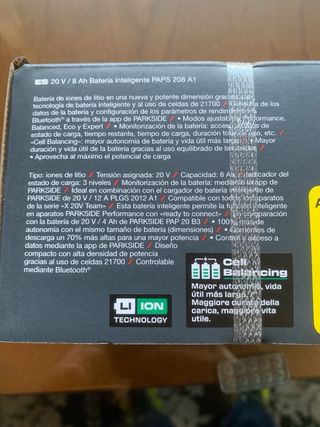 ES 20 V / 8 Ah Batería inteligente PAPS 208 A1
Batería de iones de litio en una nueva y potente dimensión gracias a la
tecnología de batería inteligente y al uso de celdas de 21700 / de los
datos y configuración de los parámetros de rendimiento
Bluetooth® a través de la app de PARKSIDE • Modos ajustables: Performance,
Balanced, Eco y Expert • Monitorización de la batería: acceso
estado de carga, tiempo restante, tiempo de carga, duración total de uso, etc.
«Cell Balancing»: mayor autonomía de batería y vida útil más larga / Mayor
duración y vida útil de la batería gracias al uso equilibrado de las celdas
• Aprovecha al máximo el potencial de carga
Tipo: iones de litio / Tensión asignada: 20 V / Capacidad: 8 Ah / Indicador del
estado de carga: 3 niveles / Monitorización de la batería: mediante la app de
PARKSIDE • Ideal en combinación con el cargador de batería inteligente de
PARKSIDE de 20 V / 12 A PLGS 2012 A1 / Compatible con todos los aparatos
de la serie «X 20V Team» / Esta batería inteligente permite la función inteligente
en aparatos PARKSIDE Performance con «ready to connect» / En comparación
con la batería de 20 V / 4 Ah de PARKSIDE PAP 20 B3 • 100% más de
autonomía con el mismo tamaño de batería (dimensiones) • Corrientes de
descarga un 70% más altas para una mayor potencia / Control y acceso a
datos mediante la app de PARKSIDE / Diseño
compacto con alta densidad de potencia
gracias al uso de celdas 21700 / Controlable
mediante Bluetooth®
LI ION
TECHNOLOGY
Cell
Balancing
Mayor autonomía, vida
útil más larga.
Maggiore durata della
carica, maggiore vita
utile.